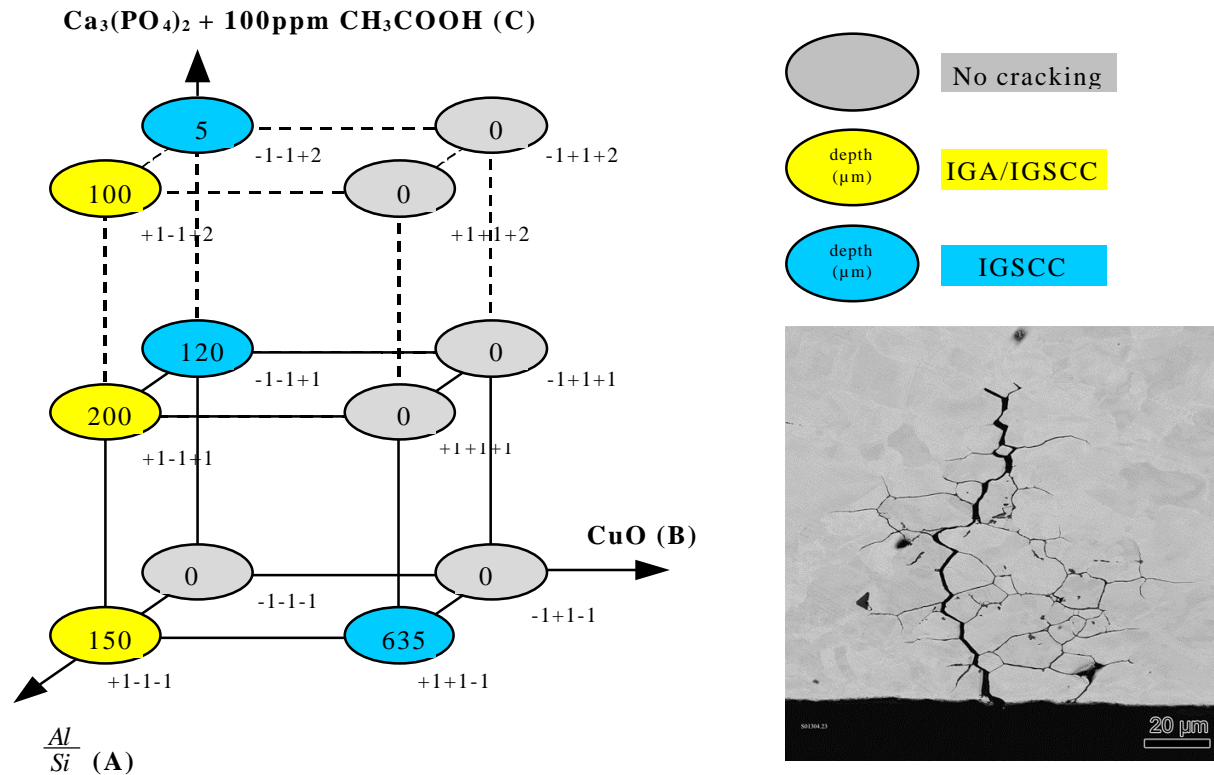 Ca₃(PO₄)₂ + 100ppm CH₃COOH (C)
5
0
-1-1+2
-1+1+2
100
0
+1-1+2
+1+1+2
120
0
-1-1+1
-1+1+1
200
0
+1-1+1
+1+1+1
CuO (B)
0
0
-1-1-1
-1+1-1
150
635
+1-1-1
+1+1-1
Al
Si (A)
No cracking
depth
(µm)
IGA/IGSCC
depth
(µm)
IGSCC
S01304.23
20 µm